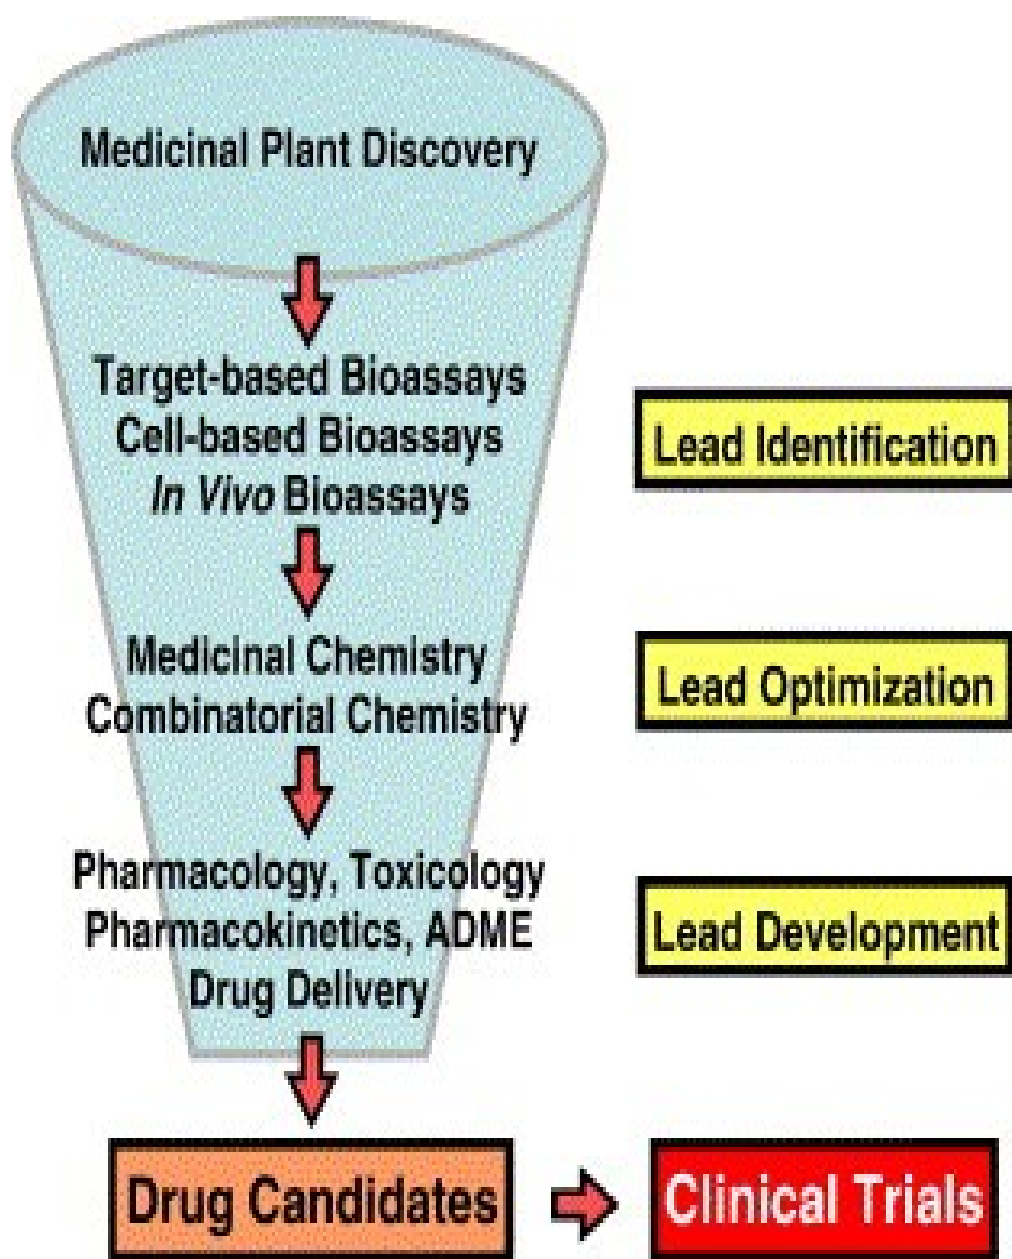 Medicinal Plant Discovery
Target-based Bioassays
Cell-based Bioassays
In Vivo Bioassays
Lead Identification
Medicinal Chemistry
Combinatorial Chemistry
Lead Optimization
Pharmacology, Toxicology
Pharmacokinetics, ADME
Drug Delivery
Lead Development
Drug Candidates
Clinical Trials